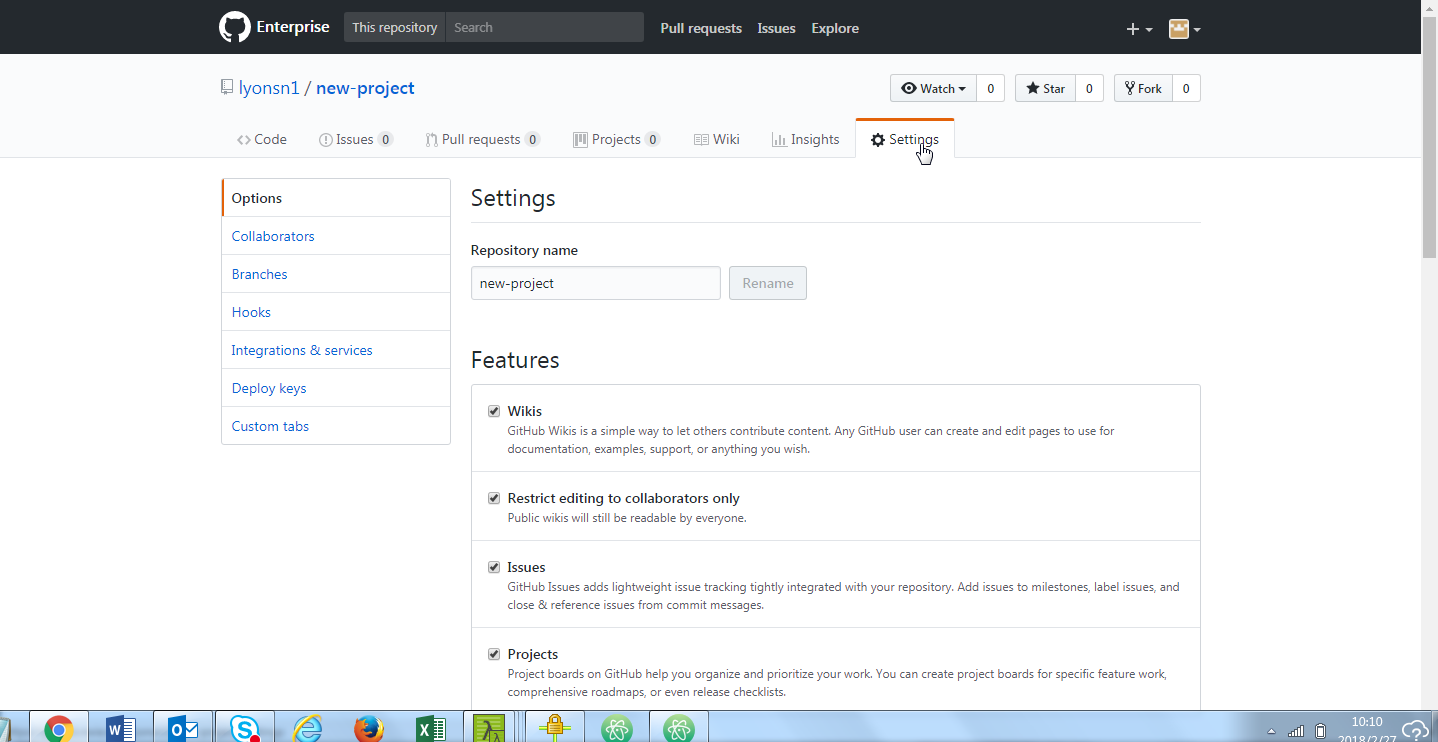 Enterprise This repository Search Pull requests Issues Explore
lyonsn1 / new-project Watch 0 Star 0 Fork 0
Code Issues 0 Pull requests 0 Projects 0 Wiki Insights Settings
Options
Collaborators
Branches
Hooks
Integrations & services
Deploy keys
Custom tabs
Settings
Repository name
new-project Rename
Features
Wikis
GitHub Wikis is a simple way to let others contribute content. Any GitHub user can create and edit pages to use for
documentation, examples, support, or anything you wish.
Restrict editing to collaborators only
Public wikis will still be readable by everyone.
Issues
GitHub Issues adds lightweight issue tracking tightly integrated with your repository. Add issues to milestones, label issues, and
close & reference issues from commit messages.
Projects
Project boards on GitHub help you organize and prioritize your work. You can create project boards for specific feature work,
comprehensive roadmaps, or even release checklists.
10:10
2018/2/27